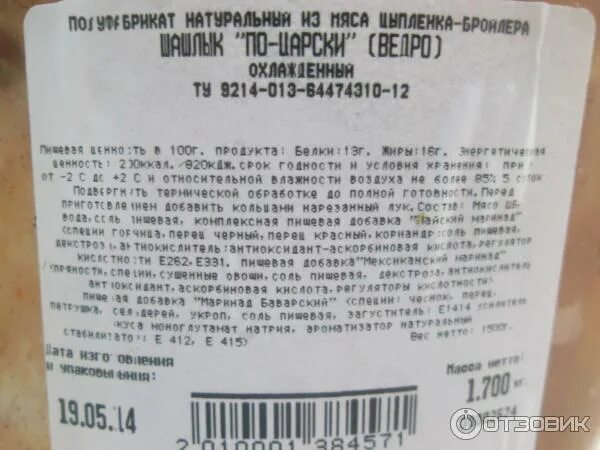 ПОЛУФАБРИКАТ НАТУРАЛЬНЫЙ ИЗ МЯСА ЦЫПЛЕНКА-БРОЙЛЕРА
ШАШЛЫК "ПО-ЦАРСКИ" (ВЕДРО)
ОХЛАЖДЕННЫЙ
ТУ 9214-013-64474310-12
Пищевая ценность в 100г. продукта: Белки:13г. Жиры:16г. Энергетическая
ценность: 200ккал./820кДж.срок годности и условия хранения: при
от -2 С до +2 С и относительной влажности воздуха не более 85% 5 суток
Подвергнуть термической обработке до полной готовности.Перед
приготовлением добавить кольцами нарезанный лук.Состав: Мясо
вода,соль пищевая, комплексная пищевая добавка "Майский маринад"
(специи горчица,перец черный,перец красный,кориандр,соль пищевая,
декстроза,антиокислитель:антиоксидант-аскорбиновая кислота,регулятор
кислотности Е262,Е331. пищевая добавка"Мексиканский маринад"
/пряности,специи,сушенные овощи,соль пищевая, декстроза,антиокислитель
антиоксидант,аскорбиновая кислота,регуляторы кислотности)
пищевая добавка "Маринад Баварский" (специи: чеснок, перец,
петрушка, сельдерей, укроп, соль пищевая, загуститель: Е1414 усилитель
вкуса моноглутамат натрия, ароматизатор натуральный
стабилизатор: Е 412, Е 415) Вес нетто: 1500г.
Дата изготовления
и упаковывания:
Масса нетто:
1.700 кг.
19.05.14
2 010001 384571
ОТЗОВИК